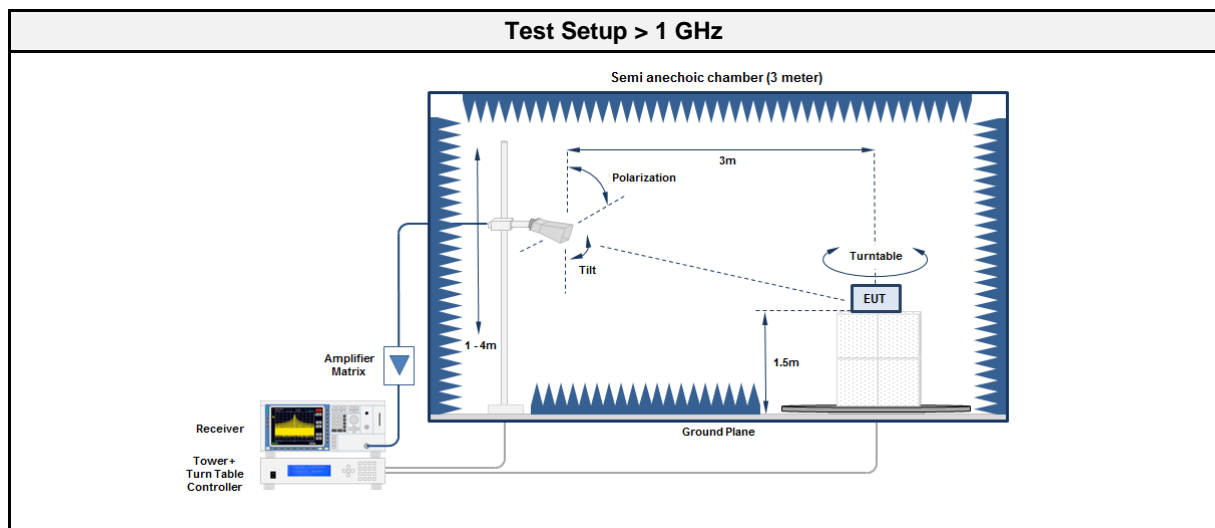 Test Setup > 1 GHz
Semi anechoic chamber (3 meter)
3m
Polarization
Tilt
Turntable
EUT
1 - 4m
1.5m
Amplifier
Matrix
Receiver
Ground Plane
Tower+
Turn Table
Controller